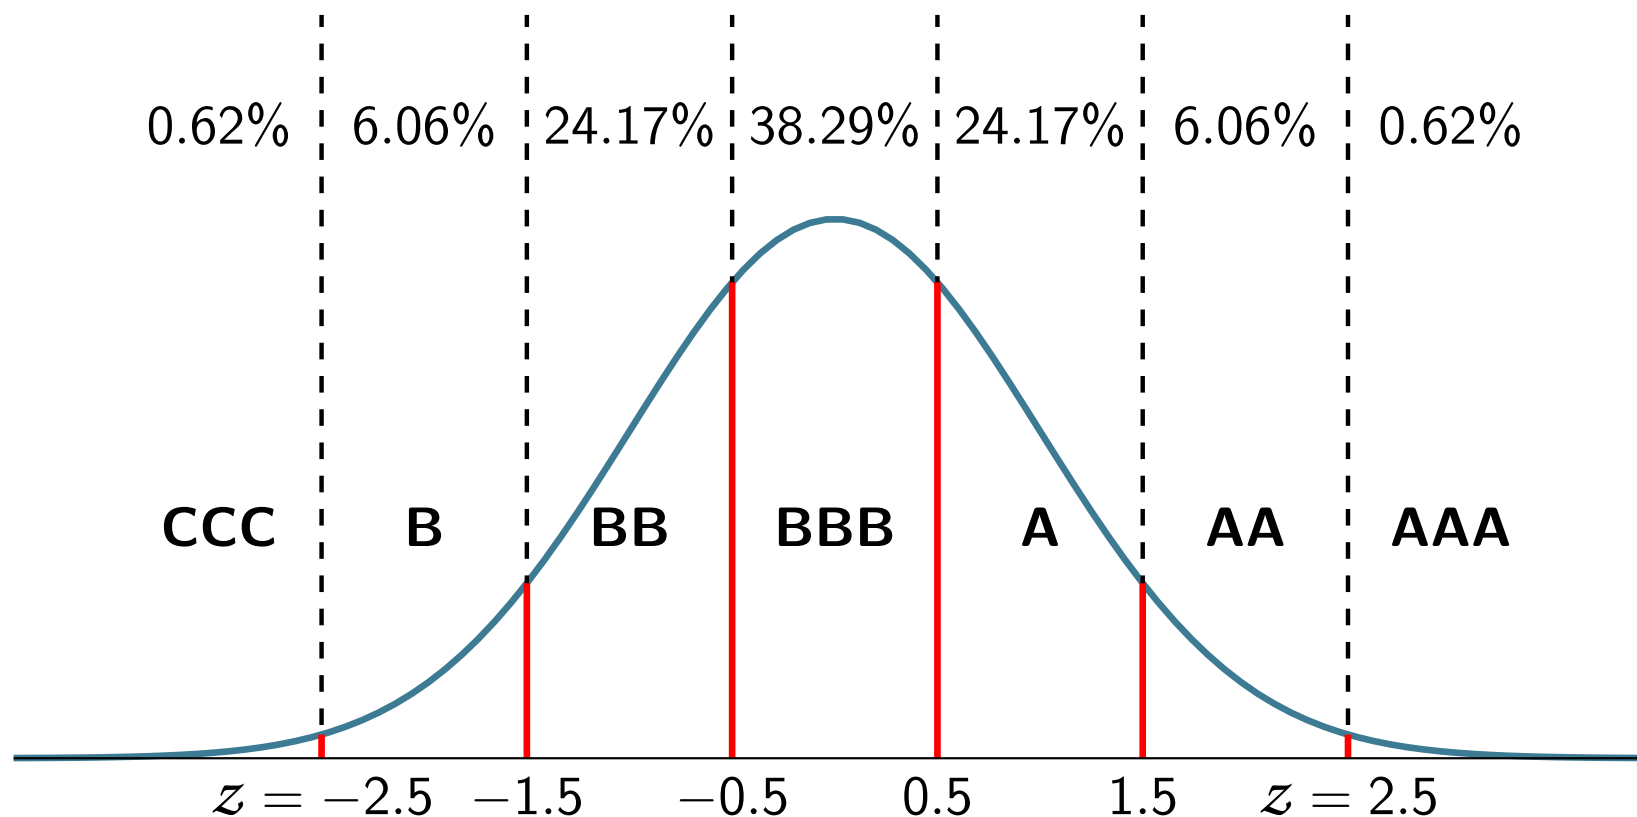 0.62% 6.06% 24.17% 38.29% 24.17% 6.06% 0.62%
CCC B BB BBB A AA AAA
z = −2.5 −1.5 −0.5 0.5 1.5 z = 2.5